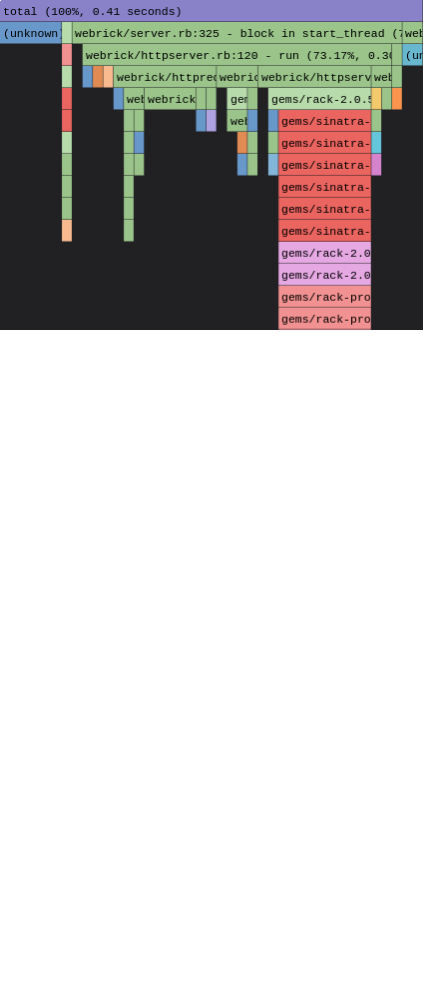 total (100%, 0.41 seconds)
(unknown) webrick/server.rb:325 - block in start_thread (7 web
webrick/httpserver.rb:120 - run (73.17%, 0.30 (un
webrick/httpreq webric webrick/httpserv web
web webrick gem gems/rack-2.0.5
web gems/sinatra-
gems/sinatra-
gems/sinatra-
gems/sinatra-
gems/sinatra-
gems/sinatra-
gems/rack-2.0
gems/rack-2.0
gems/rack-pro
gems/rack-pro